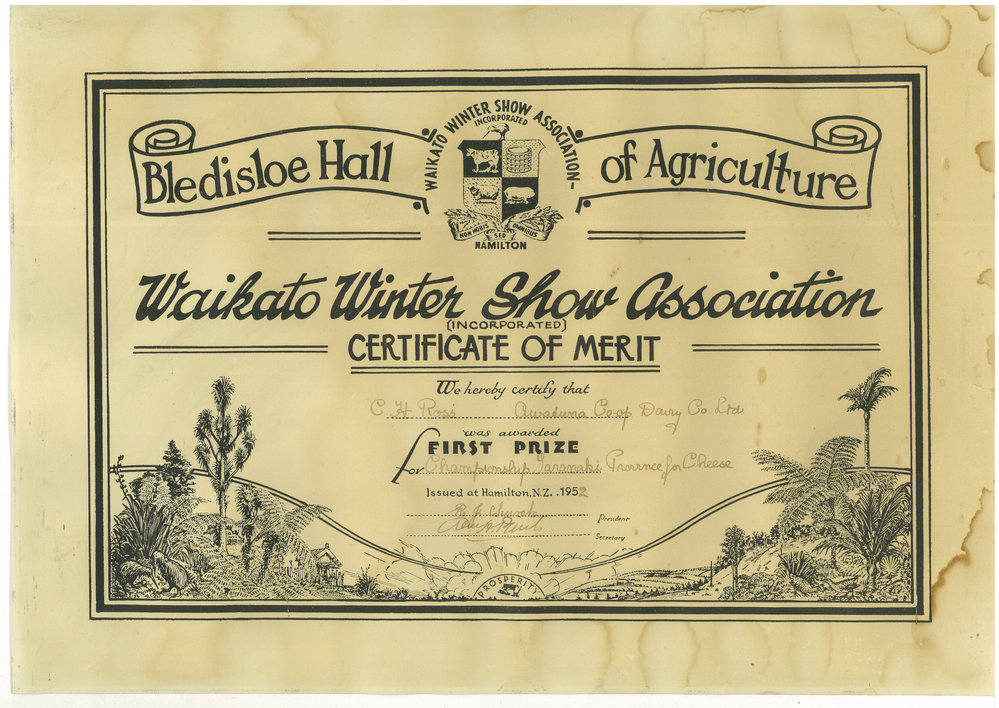 Bledisloe Hall
WAIKATO WINTER SHOW ASSOCIATION
INCORPORATED
NON NOBIS SED OMNIBUS
HAMILTON
of Agriculture
Waikato Winter Show Association
(INCORPORATED)
CERTIFICATE OF MERIT
We hereby certify that
C. H. Ross Awatuna Co-op Dairy Co. Ltd.
was awarded
FIRST PRIZE
for Championship Taranaki Province for Cheese
Issued at Hamilton, N.Z. .. 1952
President
Secretary
PROSPERITY